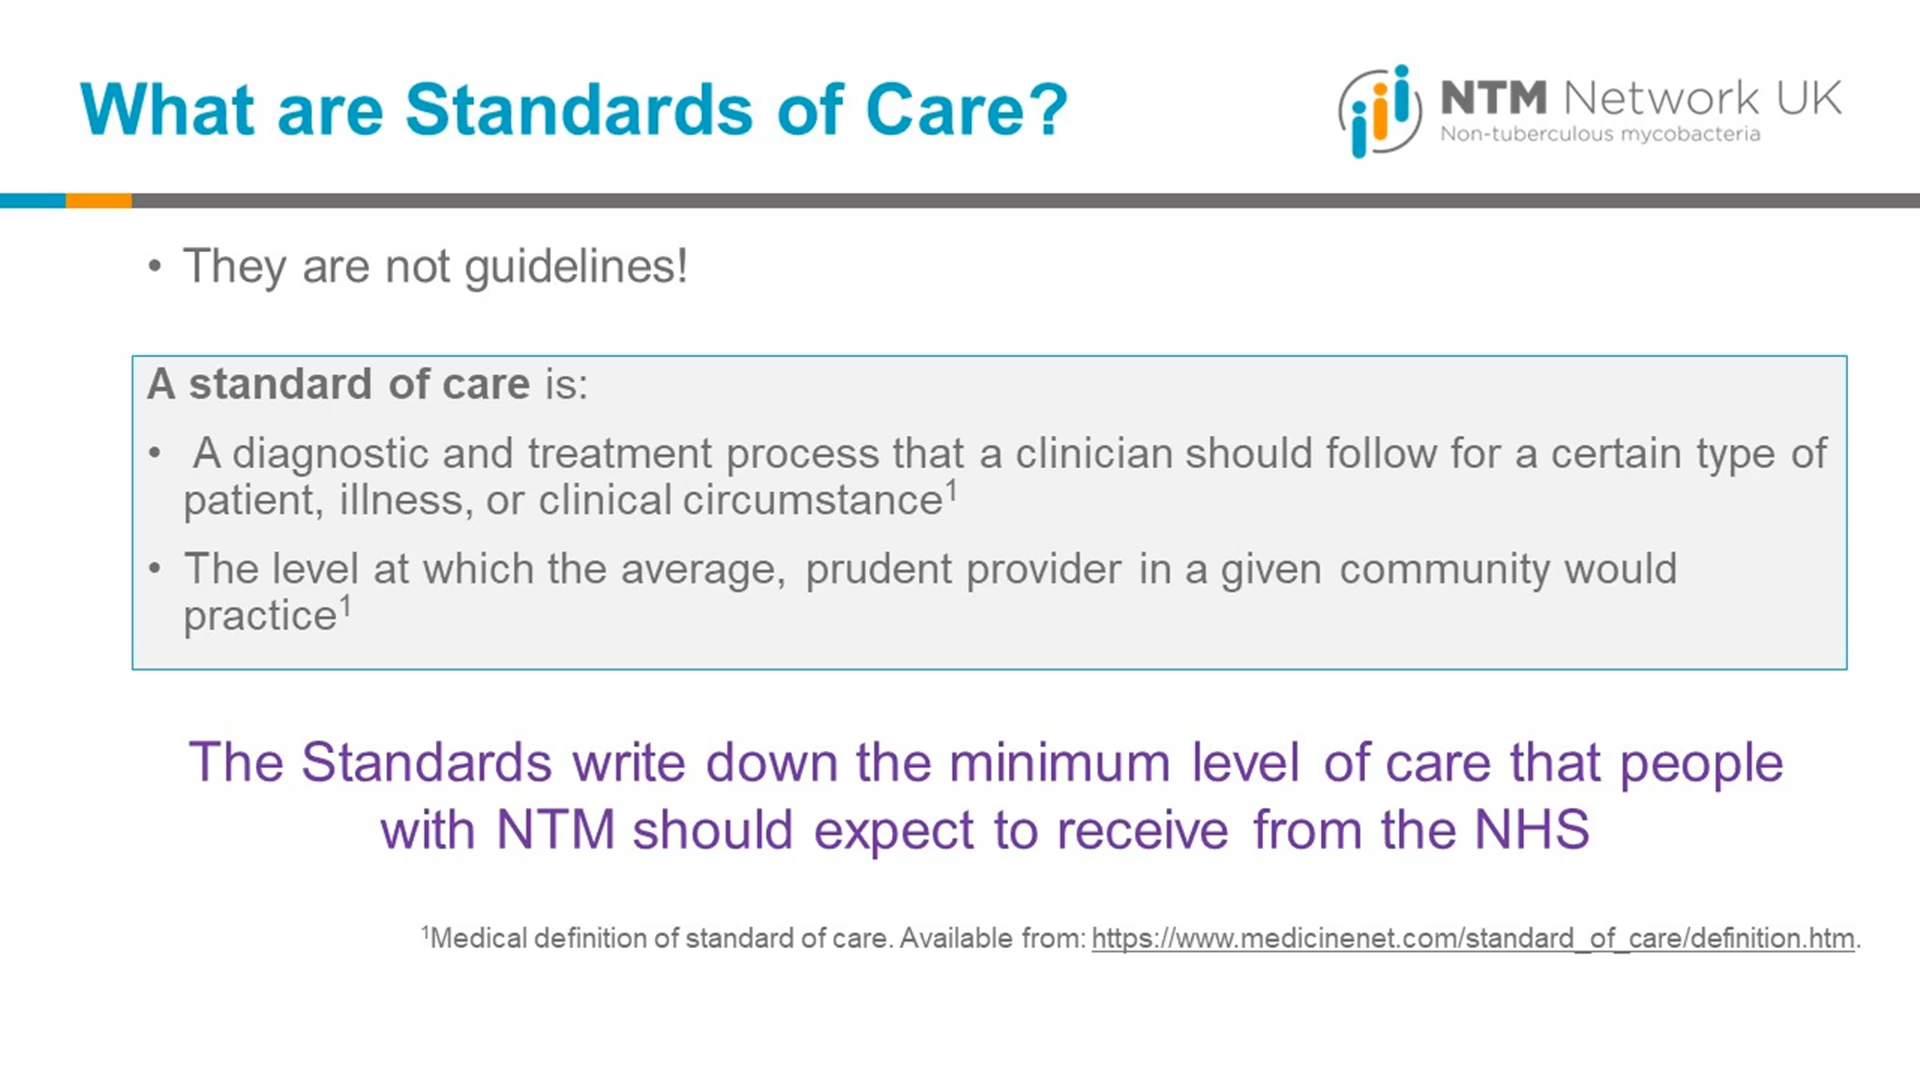 What are Standards of Care?
NTM Network UK
Non-tuberculous mycobacteria
• They are not guidelines!
A standard of care is:
• A diagnostic and treatment process that a clinician should follow for a certain type of
patient, illness, or clinical circumstance¹
• The level at which the average, prudent provider in a given community would
practice¹
The Standards write down the minimum level of care that people
with NTM should expect to receive from the NHS
¹Medical definition of standard of care. Available from: https://www.medicinenet.com/standard_of_care/definition.htm.